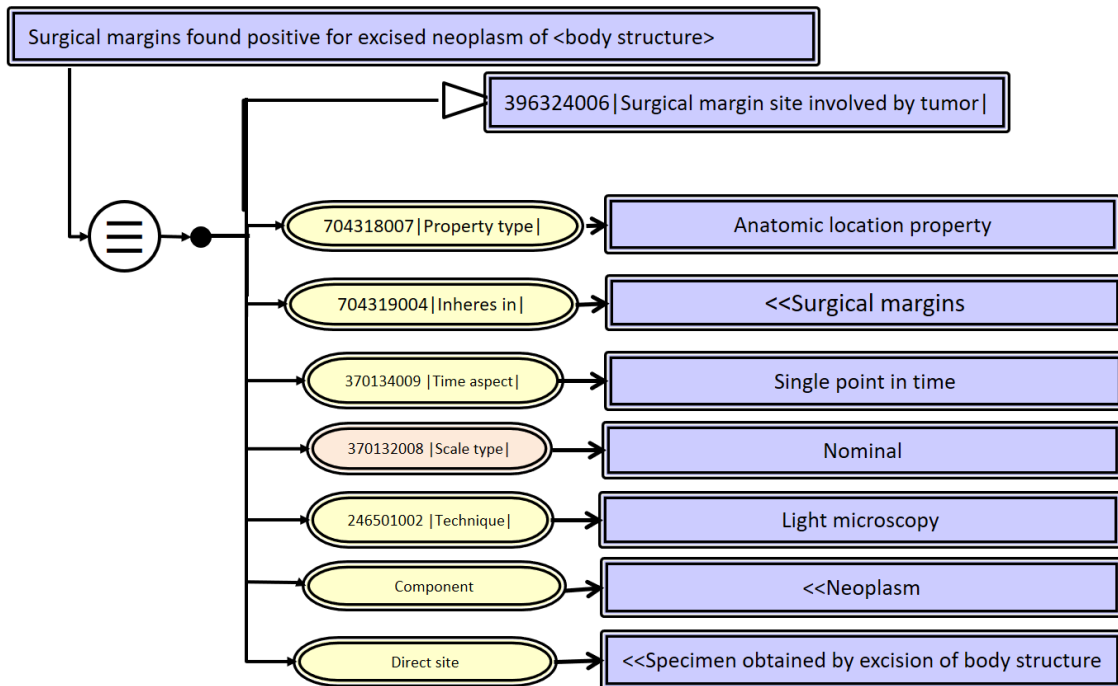 Surgical margins found positive for excised neoplasm of <body structure>
396324006|Surgical margin site involved by tumor|
704318007|Property type|
Anatomic location property
704319004|Inheres in|
<<Surgical margins
370134009 |Time aspect|
Single point in time
370132008 |Scale type|
Nominal
246501002 |Technique|
Light microscopy
Component
<<Neoplasm
Direct site
<<Specimen obtained by excision of body structure